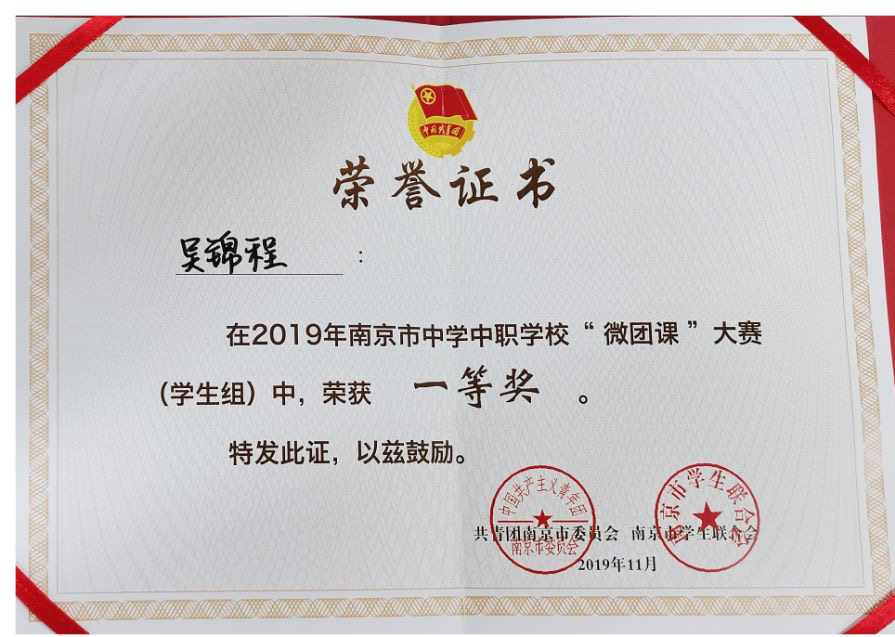 中国共青团
荣誉证书
吴锦程：
在2019年南京市中学中职学校“微团课”大赛
（学生组）中，荣获 一等奖 。
特发此证，以兹鼓励。
中国共产主义青年团
南京市委员会
南京市学生联合会
共青团南京市委员会 南京市学生联合会
2019年11月